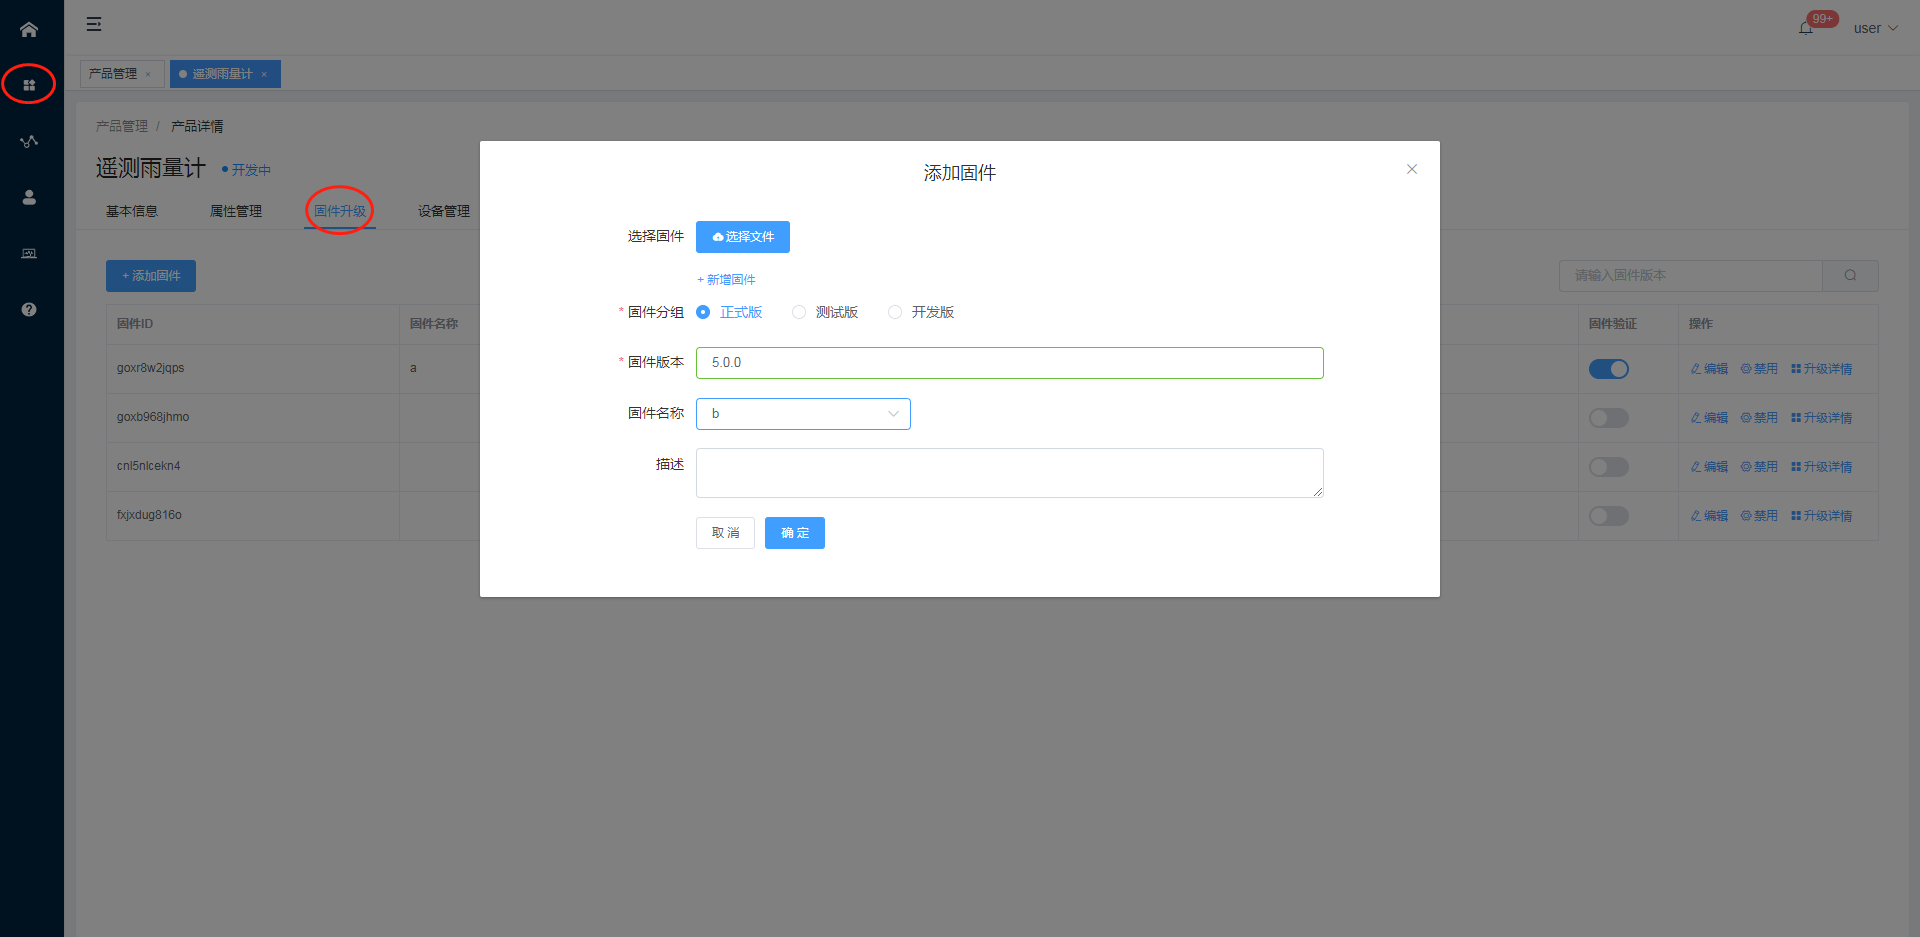 99+
user
产品管理 ×
遥测雨量计 ×
产品管理 / 产品详情
遥测雨量计 开发中
基本信息 属性管理 固件升级 设备管理
+ 添加固件
请输入固件版本
固件ID 固件名称 固件验证 操作
goxr8w2jqps a 编辑 禁用 升级详情
goxb968jhmo 编辑 禁用 升级详情
cnl5nlcekn4 编辑 禁用 升级详情
fxjxdug816o 编辑 禁用 升级详情
添加固件
选择固件 选择文件
+ 新增固件
* 固件分组 正式版 测试版 开发版
* 固件版本 5.0.0
固件名称 b
描述
取 消 确 定